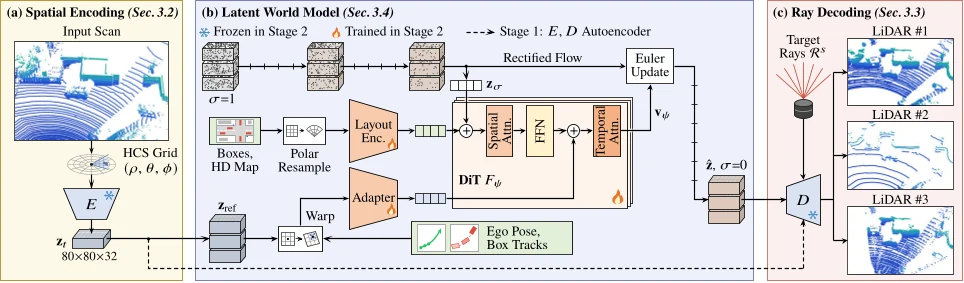 (a) Spatial Encoding (Sec. 3.2)
Input Scan
HCS Grid
(ρ, θ, ϕ)
E
z_t
80×80×32
(b) Latent World Model (Sec. 3.4)
Frozen in Stage 2
Trained in Stage 2
Stage 1: E, D Autoencoder
σ=1
Rectified Flow
Euler
Update
z_σ
v_ψ
Boxes,
HD Map
Polar
Resample
Layout
Enc.
Spatial
Attn.
FFN
Temporal
Attn.
DiT F_ψ
Adapter
z_ref
Warp
Ego Pose,
Box Tracks
ẑ, σ=0
(c) Ray Decoding (Sec. 3.3)
Target
Rays R^s
D
LiDAR #1
LiDAR #2
LiDAR #3